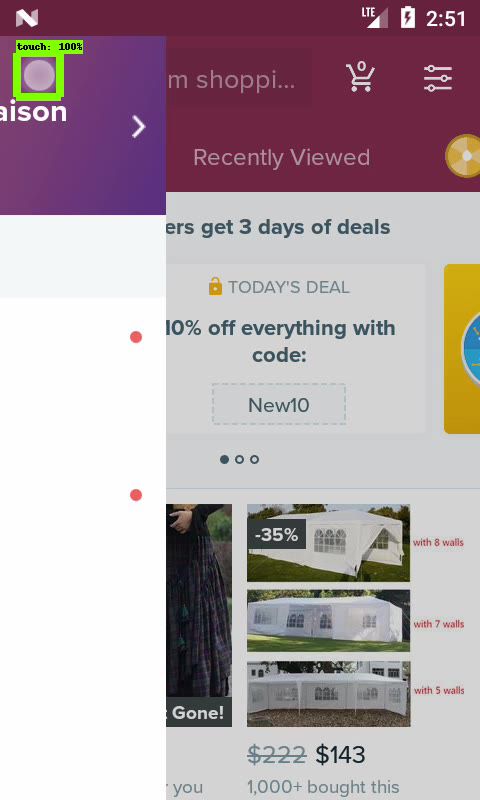 LTE 2:51
touch: 100%
m shoppi... 0
aison
Recently Viewed
ers get 3 days of deals
TODAY'S DEAL
10% off everything with
code:
New10
-35%
with 8 walls
with 7 walls
with 5 walls
t Gone!
$222 $143
r you 1,000+ bought this